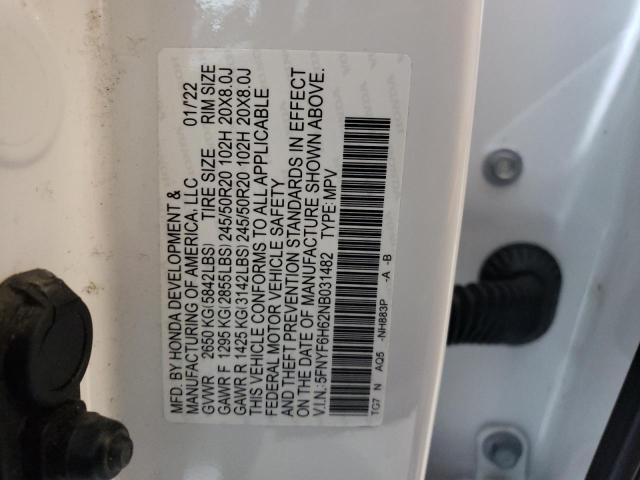 MFD. BY HONDA DEVELOPMENT &
MANUFACTURING OF AMERICA, LLC 01/'22
GVWR 2650 KG(5842LBS) TIRE SIZE RIM SIZE
GAWR F 1295 KG(2855LBS) 245/50R20 102H 20X8.0J
GAWR R 1425 KG(3142LBS) 245/50R20 102H 20X8.0J
THIS VEHICLE CONFORMS TO ALL APPLICABLE
FEDERAL MOTOR VEHICLE SAFETY
AND THEFT PREVENTION STANDARDS IN EFFECT
ON THE DATE OF MANUFACTURE SHOWN ABOVE.
V.I.N.:5FNYF6H62NB031482 TYPE:MPV
TG7 N AQ5 -NH883P -A -B